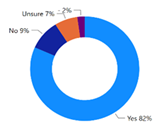 2%
Unsure 7%
No 9%
Yes 82%